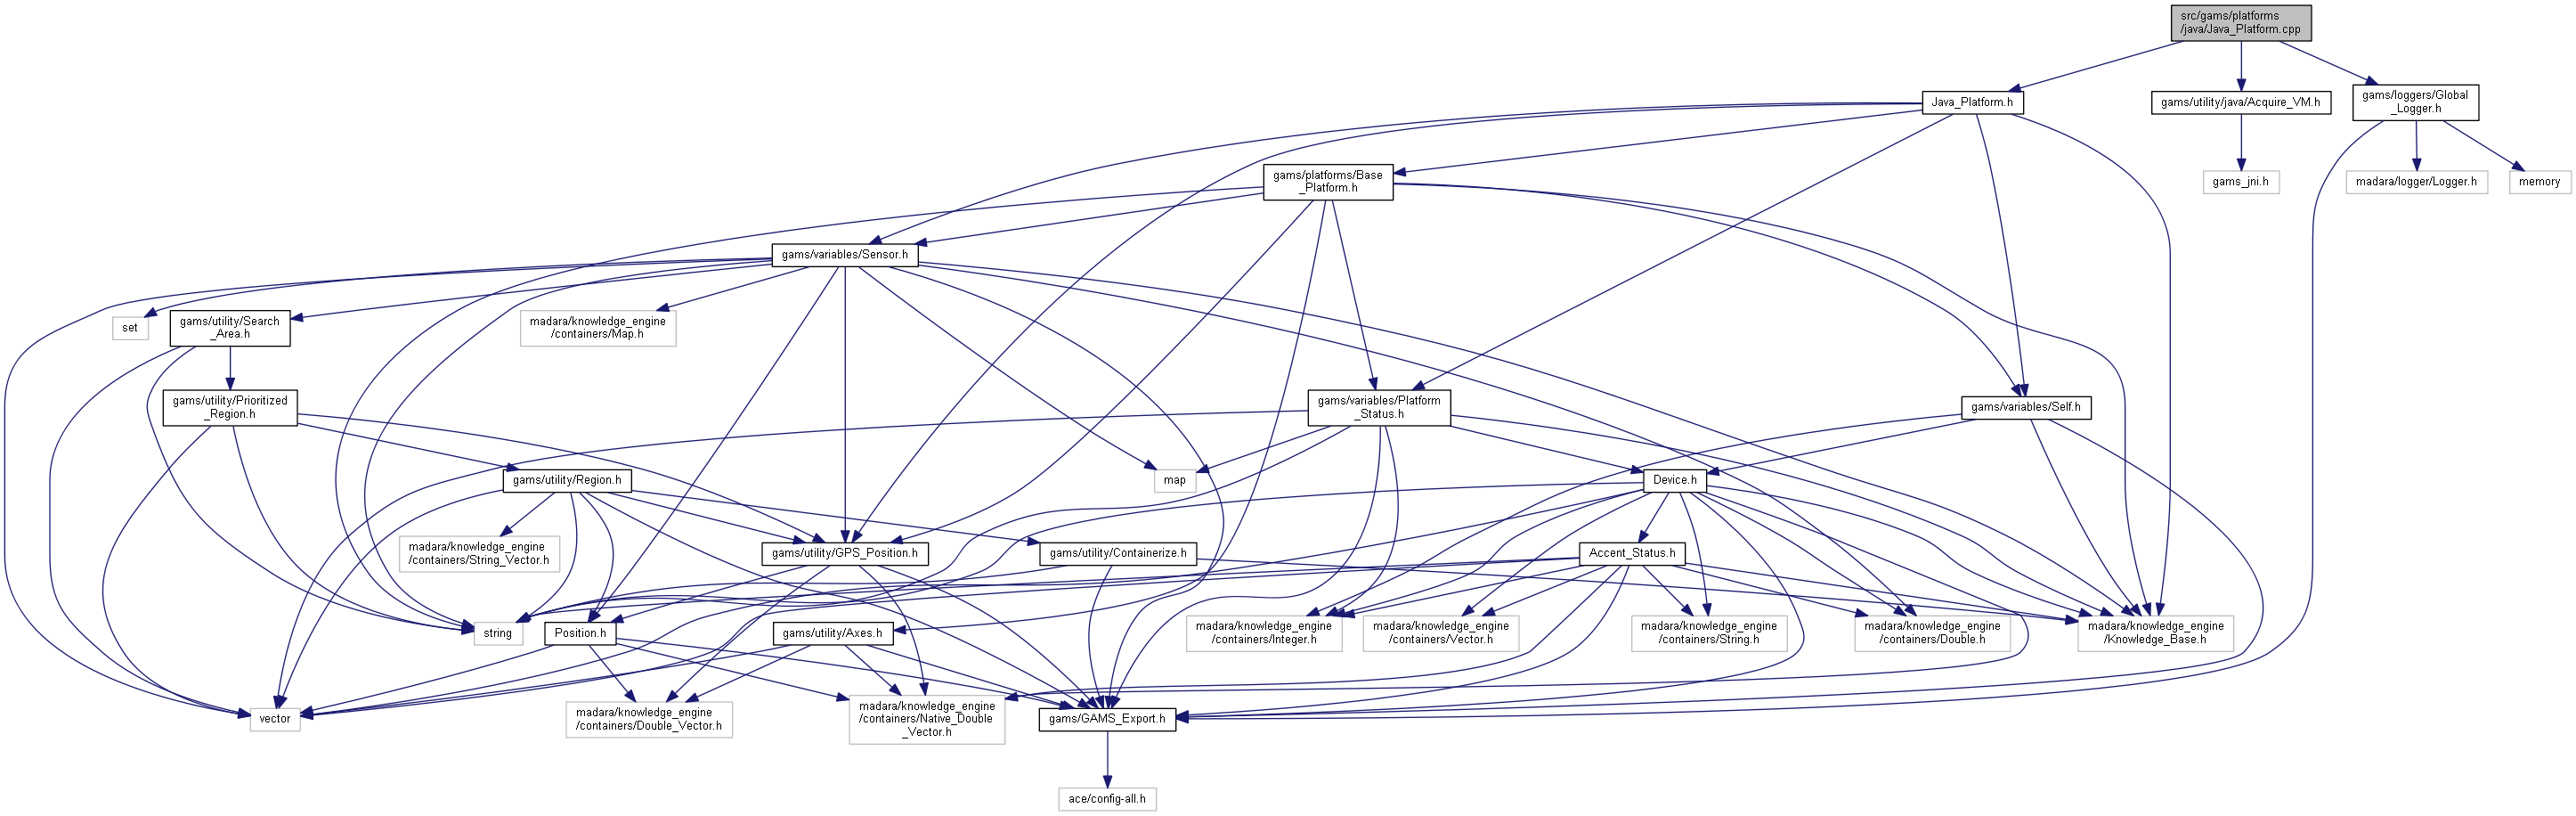 src/gams/platforms
/java/Java_Platform.cpp
Java_Platform.h
gams/utility/java/Acquire_VM.h
gams/loggers/Global
_Logger.h
gams/platforms/Base
_Platform.h
gams_jni.h
madara/logger/Logger.h
memory
gams/variables/Sensor.h
set
gams/utility/Search
_Area.h
madara/knowledge_engine
/containers/Map.h
gams/utility/Prioritized
_Region.h
gams/variables/Platform
_Status.h
gams/variables/Self.h
gams/utility/Region.h
map
Device.h
madara/knowledge_engine
/containers/String_Vector.h
gams/utility/GPS_Position.h
gams/utility/Containerize.h
Accent_Status.h
string
Position.h
gams/utility/Axes.h
madara/knowledge_engine
/containers/Integer.h
madara/knowledge_engine
/containers/Vector.h
madara/knowledge_engine
/containers/String.h
madara/knowledge_engine
/containers/Double.h
madara/knowledge_engine
/Knowledge_Base.h
vector
madara/knowledge_engine
/containers/Double_Vector.h
madara/knowledge_engine
/containers/Native_Double
_Vector.h
gams/GAMS_Export.h
ace/config-all.h